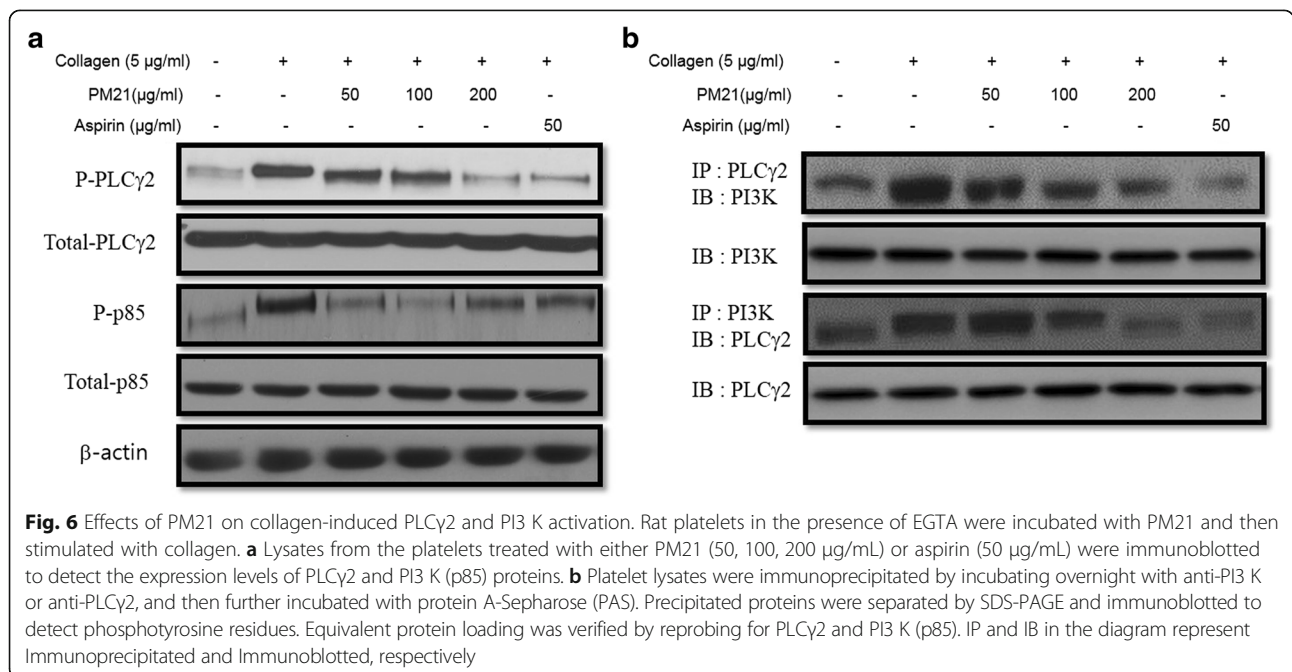 a
Collagen (5 µg/ml) - + + + + +
PM21(µg/ml) - - 50 100 200 -
Aspirin (µg/ml) - - - - - 50
P-PLCγ2
Total-PLCγ2
P-p85
Total-p85
β-actin
b
Collagen (5 µg/ml) - + + + + +
PM21(µg/ml) - - 50 100 200 -
Aspirin (µg/ml) - - - - - 50
IP : PLCγ2
IB : PI3K
IB : PI3K
IP : PI3K
IB : PLCγ2
IB : PLCγ2
Fig. 6 Effects of PM21 on collagen-induced PLCγ2 and PI3 K activation. Rat platelets in the presence of EGTA were incubated with PM21 and then
stimulated with collagen. a Lysates from the platelets treated with either PM21 (50, 100, 200 µg/mL) or aspirin (50 µg/mL) were immunoblotted
to detect the expression levels of PLCγ2 and PI3 K (p85) proteins. b Platelet lysates were immunoprecipitated by incubating overnight with anti-PI3 K
or anti-PLCγ2, and then further incubated with protein A-Sepharose (PAS). Precipitated proteins were separated by SDS-PAGE and immunoblotted to
detect phosphotyrosine residues. Equivalent protein loading was verified by reprobing for PLCγ2 and PI3 K (p85). IP and IB in the diagram represent
Immunoprecipitated and Immunoblotted, respectively